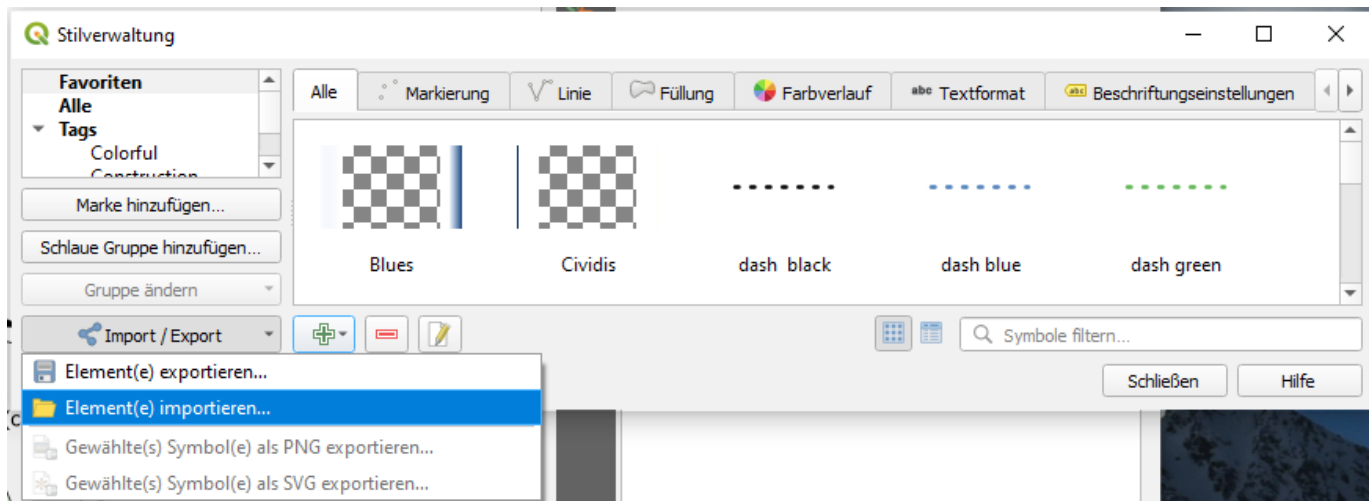 Stilverwaltung
Favoriten
Alle
Tags
Colorful
Construction
Marke hinzufügen...
Schlaue Gruppe hinzufügen...
Gruppe ändern
Import / Export
Alle
Markierung
Linie
Füllung
Farbverlauf
abc Textformat
abc Beschriftungseinstellungen
Blues
Cividis
dash black
dash blue
dash green
Symbole filtern...
Schließen
Hilfe
Element(e) exportieren...
Element(e) importieren...
Gewählte(s) Symbol(e) als PNG exportieren...
Gewählte(s) Symbol(e) als SVG exportieren...